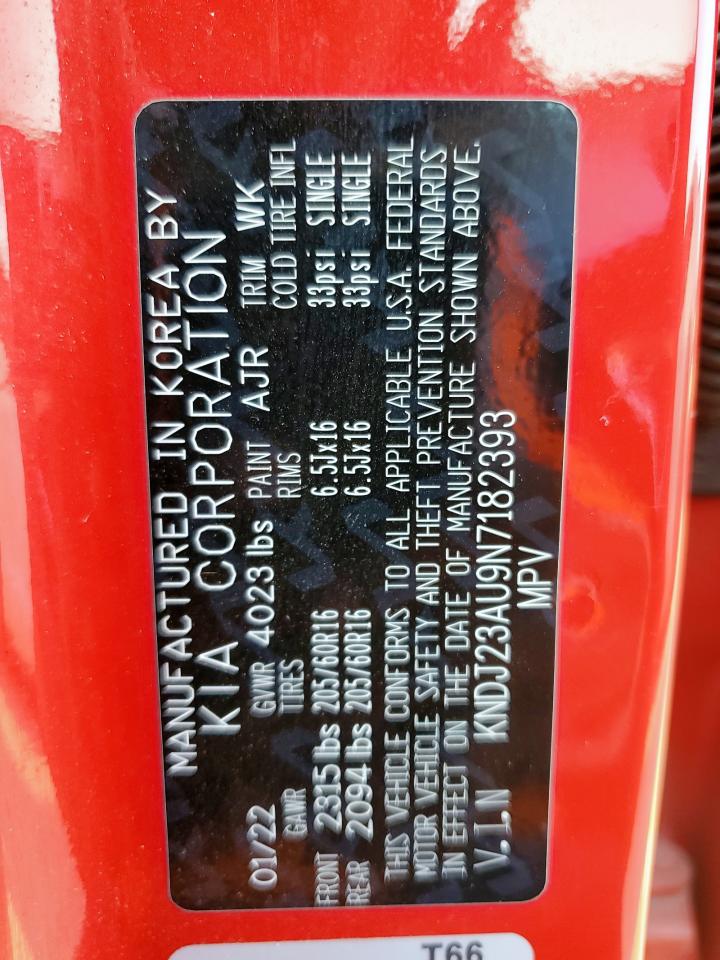 MANUFACTURED IN KOREA BY
KIA CORPORATION
01/22 GVWR 4023 lbs PAINT AJR TRIM WK
GAWR TIRES RIMS COLD TIRE INFL
FRONT 2315 lbs 205/60R16 6.5Jx16 33psi SINGLE
REAR 2094 lbs 205/60R16 6.5Jx16 33psi SINGLE
THIS VEHICLE CONFORMS TO ALL APPLICABLE U.S.A. FEDERAL
MOTOR VEHICLE SAFETY AND THEFT PREVENTION STANDARDS
IN EFFECT ON THE DATE OF MANUFACTURE SHOWN ABOVE.
V.I.N KNDJ23AU9N7182393
MPV
T66